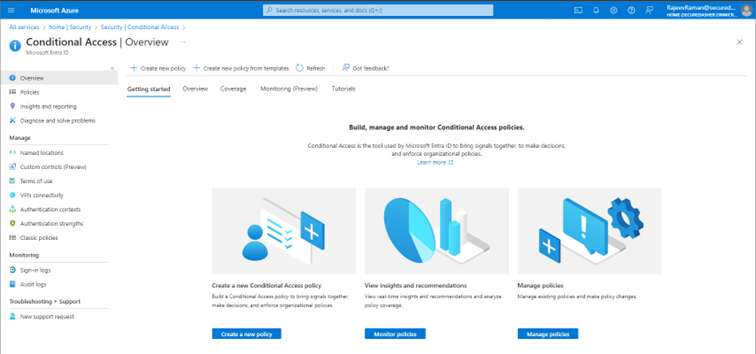 Microsoft Azure
Search resources, services, and docs (G+/)
RajeevRaman@secured...
All services > home | Security > Security | Conditional Access >
Conditional Access | Overview ...
Microsoft Entra ID
Create new policy
Create new policy from templates
Refresh
Got feedback?
Overview
Policies
Insights and reporting
Diagnose and solve problems
Manage
Named locations
Custom controls (Preview)
Terms of use
VPN connectivity
Authentication contexts
Authentication strengths
Classic policies
Monitoring
Sign-in logs
Audit logs
Troubleshooting + Support
New support request
Getting started
Overview
Coverage
Monitoring (Preview)
Tutorials
Build, manage and monitor Conditional Access policies.
Conditional Access is the tool used by Microsoft Entra ID to bring signals together, to make decisions,
and enforce organizational policies.
Learn more
Create a new Conditional Access policy
Build a Conditional Access policy to bring signals together,
make decisions, and enforce organizational policies.
Create a new policy
View insights and recommendations
View real-time insights and recommendations and analyze
policy coverage.
Monitor policies
Manage policies
Manage existing policies and make policy changes.
Manage policies